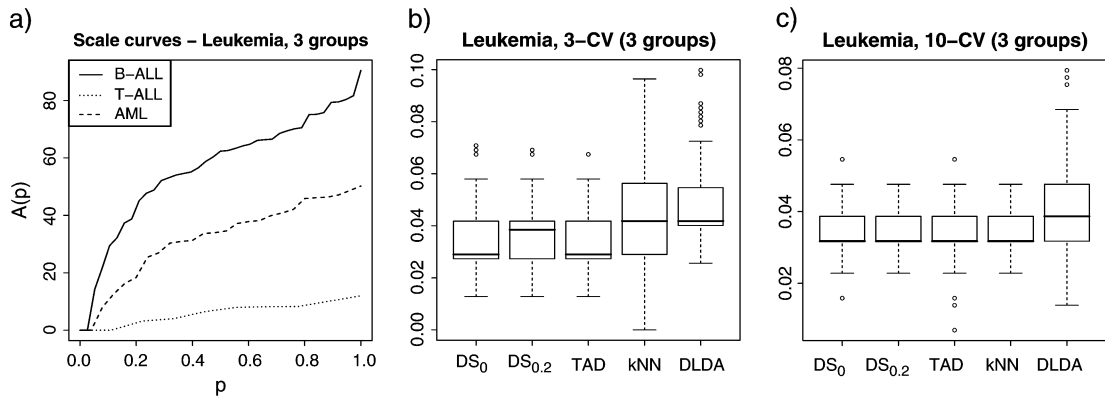 a)
Scale curves − Leukemia, 3 groups
B−ALL
T−ALL
AML
A(p)
80
60
40
20
0
0.0 0.2 0.4 0.6 0.8 1.0
p
b)
Leukemia, 3−CV (3 groups)
0.10
0.08
0.06
0.04
0.02
0.00
DS0 DS0.2 TAD kNN DLDA
c)
Leukemia, 10−CV (3 groups)
0.08
0.06
0.04
0.02
DS0 DS0.2 TAD kNN DLDA